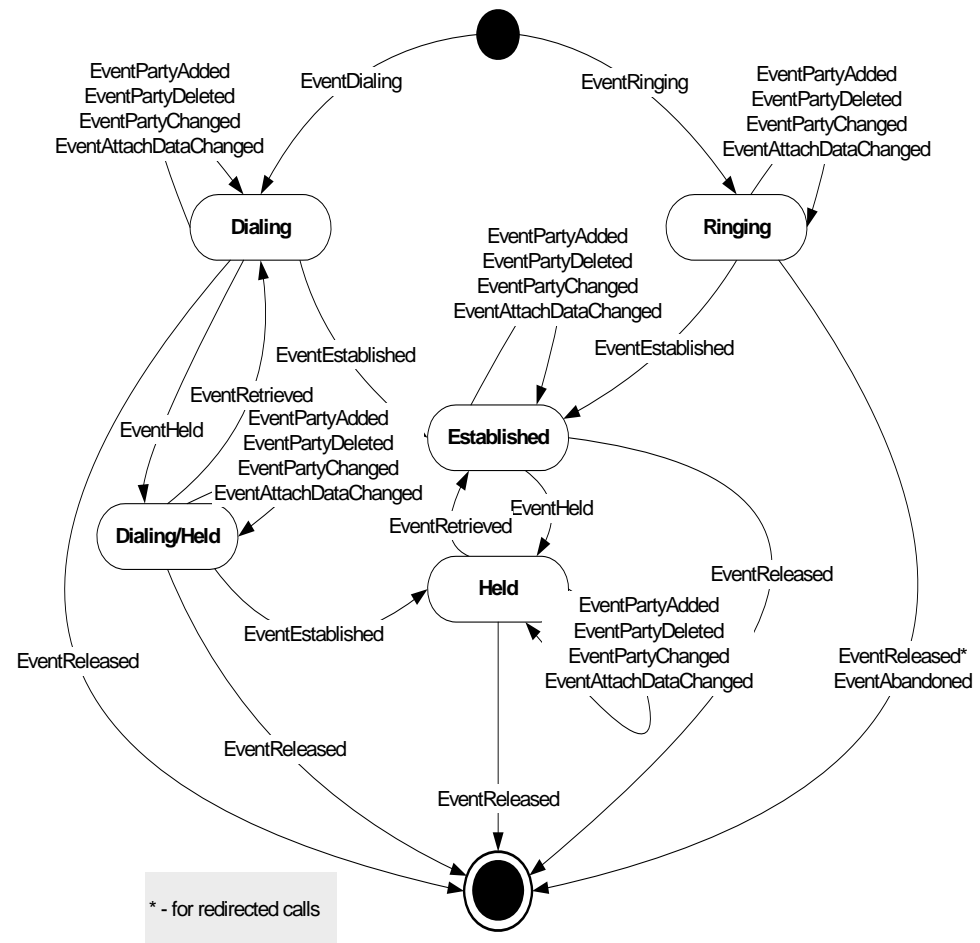 EventDialing
EventRinging
EventPartyAdded
EventPartyDeleted
EventPartyChanged
EventAttachDataChanged
EventPartyAdded
EventPartyDeleted
EventPartyChanged
EventAttachDataChanged
Dialing
Ringing
EventPartyAdded
EventPartyDeleted
EventPartyChanged
EventAttachDataChanged
EventEstablished
EventEstablished
EventRetrieved
EventHeld
EventPartyAdded
EventPartyDeleted
EventPartyChanged
EventAttachDataChanged
Established
Dialing/Held
EventRetrieved
EventHeld
EventReleased
Held
EventEstablished
EventPartyAdded
EventPartyDeleted
EventPartyChanged
EventAttachDataChanged
EventReleased
EventReleased*
EventAbandoned
EventReleased
EventReleased
* - for redirected calls